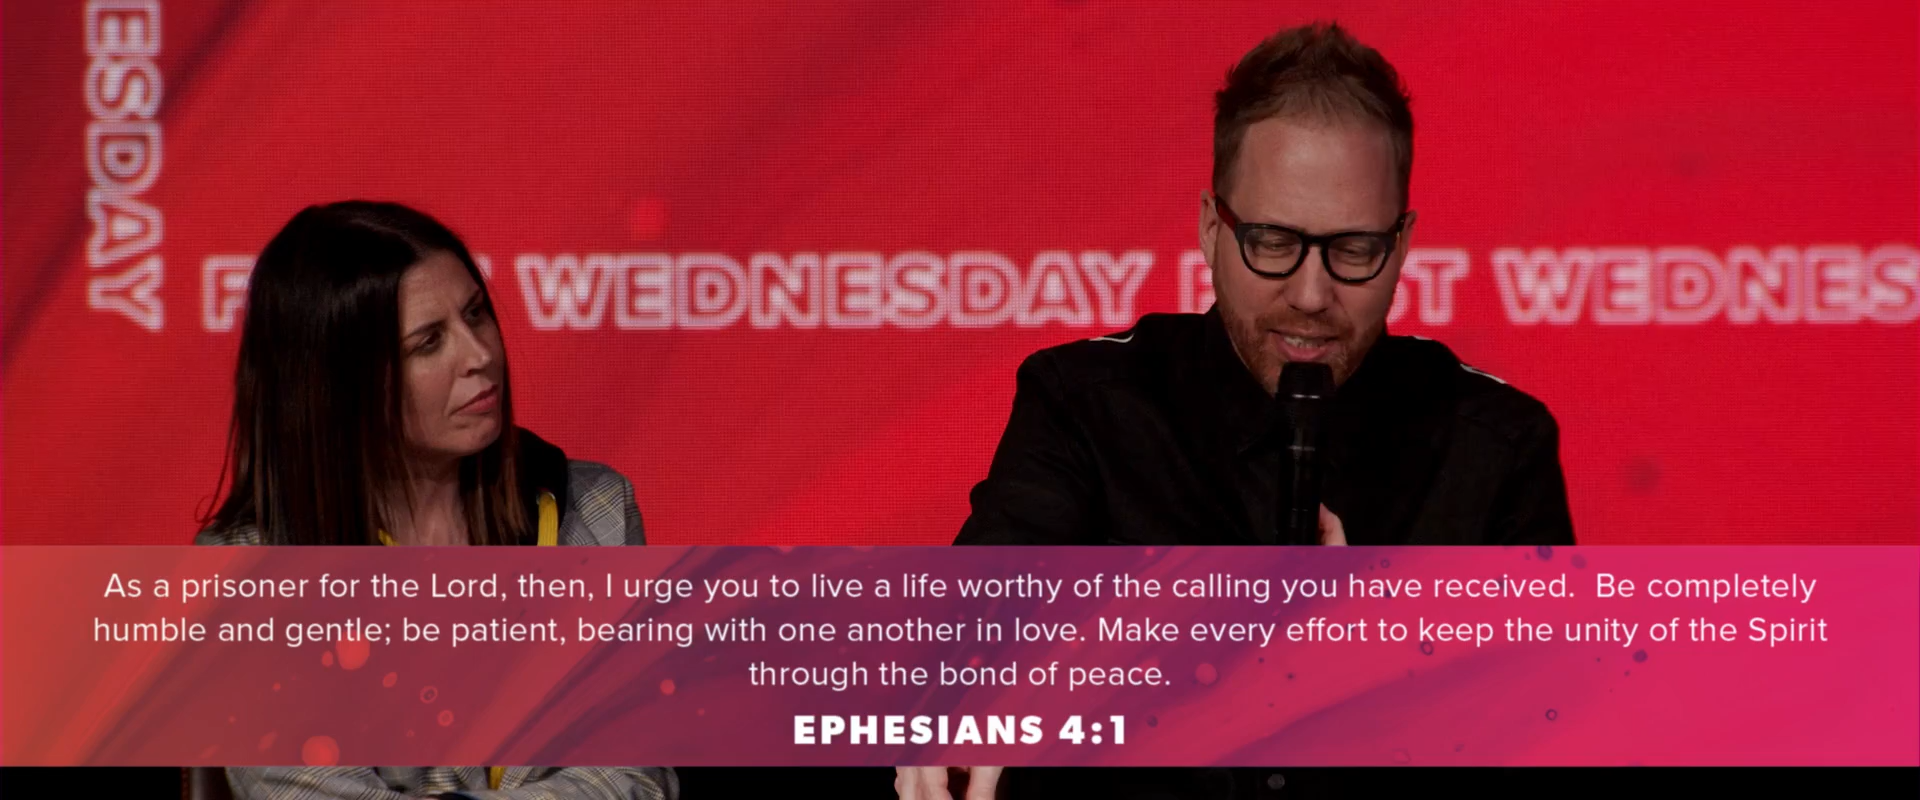 ESDAY
WEDNESDAY
WEDNES
As a prisoner for the Lord, then, I urge you to live a life worthy of the calling you have received. Be completely
humble and gentle; be patient, bearing with one another in love. Make every effort to keep the unity of the Spirit
through the bond of peace.
EPHESIANS 4:1